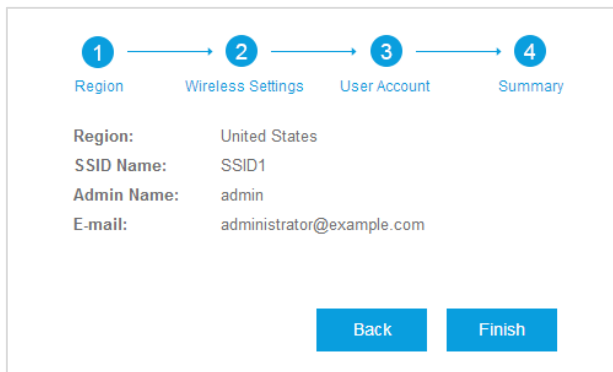 1 2 3 4
Region Wireless Settings User Account Summary
Region: United States
SSID Name: SSID1
Admin Name: admin
E-mail: administrator@example.com
Back Finish